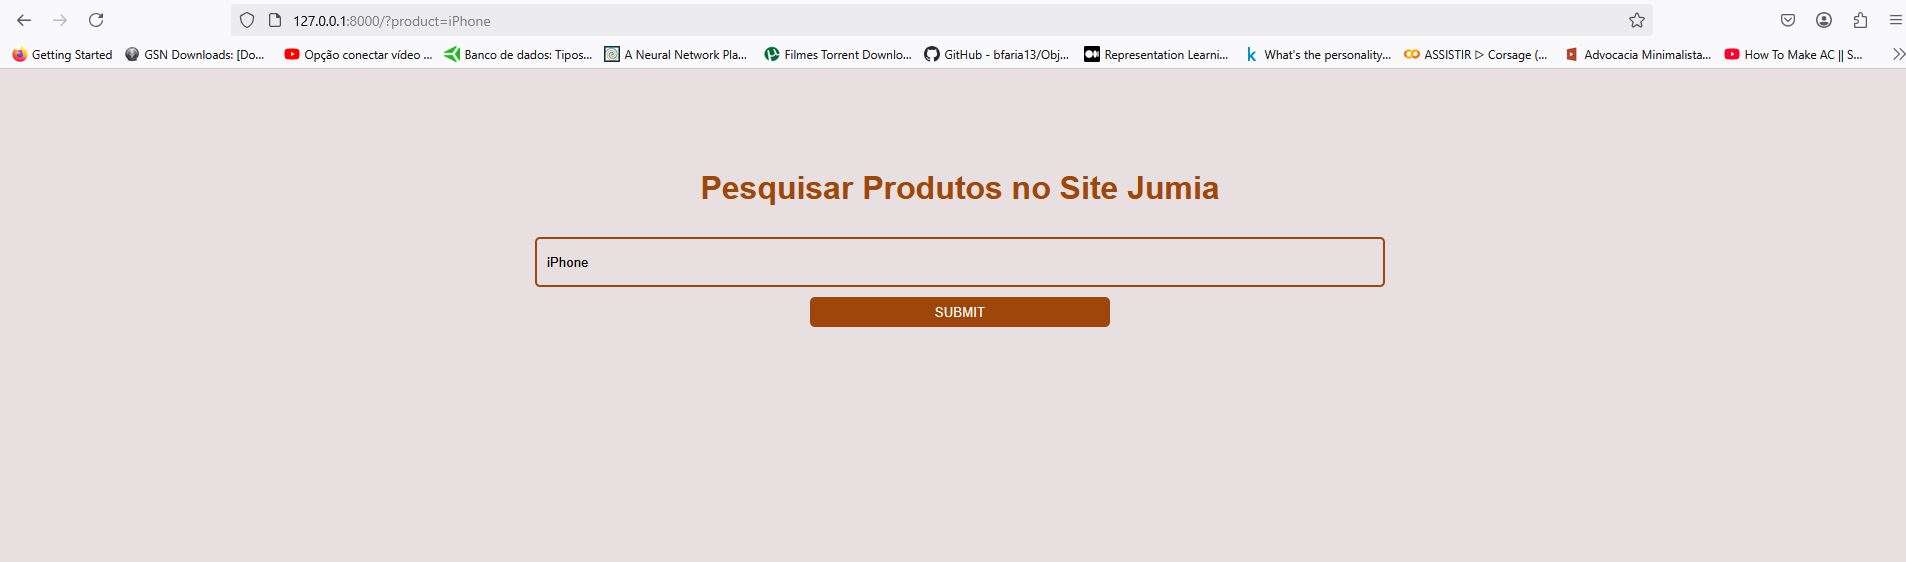 127.0.0.1:8000/?product=iPhone
Getting Started GSN Downloads: [Do... Opção conectar vídeo ... Banco de dados: Tipos... A Neural Network Pla... Filmes Torrent Downlo... GitHub - bfaria13/Obj... Representation Learni... What's the personality... ASSISTIR ▷ Corsage (... Advocacia Minimalista... How To Make AC || S...
Pesquisar Produtos no Site Jumia
iPhone
SUBMIT